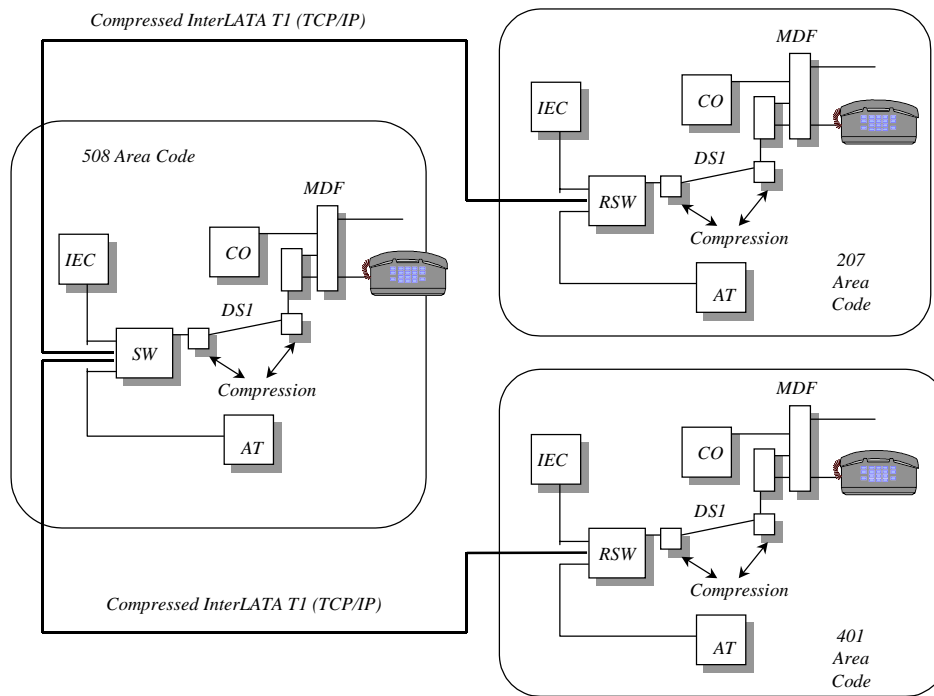 Compressed InterLATA T1 (TCP/IP)
508 Area Code
MDF
IEC
CO
DS1
SW
Compression
AT
MDF
IEC
CO
DS1
RSW
Compression
207
Area
Code
AT
MDF
IEC
CO
DS1
RSW
Compression
401
Area
Code
AT
Compressed InterLATA T1 (TCP/IP)